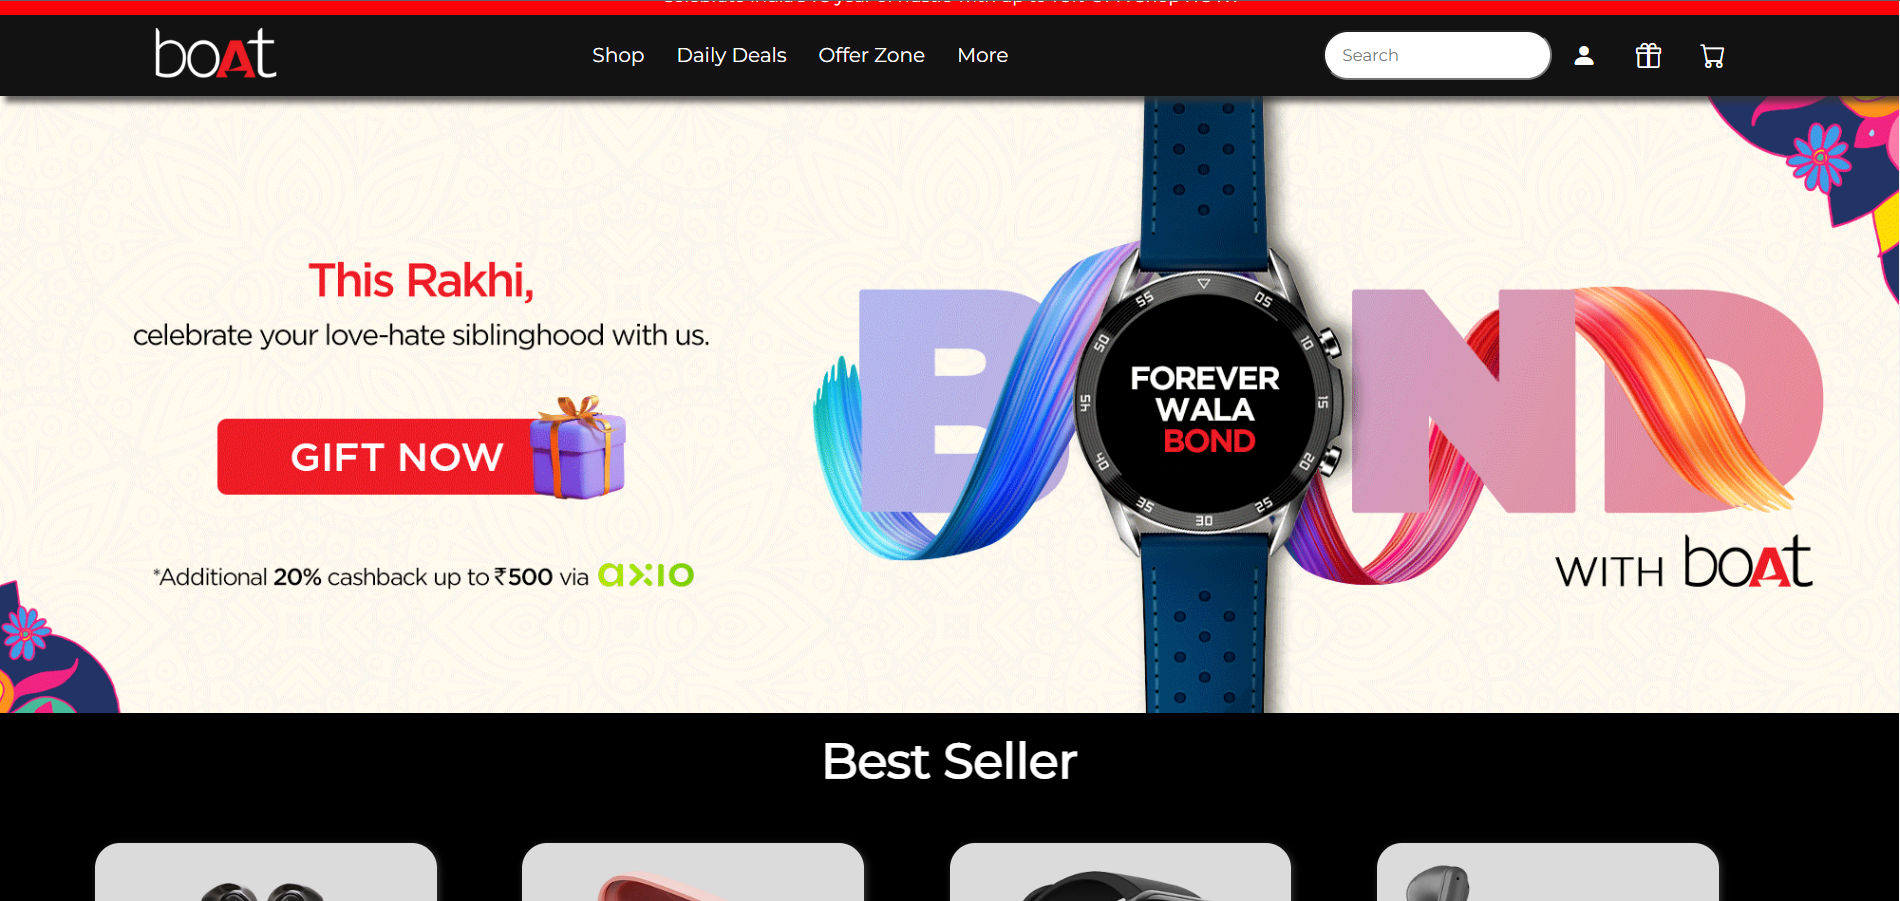 boAt
Shop Daily Deals Offer Zone More
Search
This Rakhi,
celebrate your love-hate siblinghood with us.
GIFT NOW
*Additional 20% cashback up to ₹500 via axio
B ND
55 05 10 15 20 25 30 35 40 45 50
FOREVER
WALA
BOND
WITH boAt
Best Seller